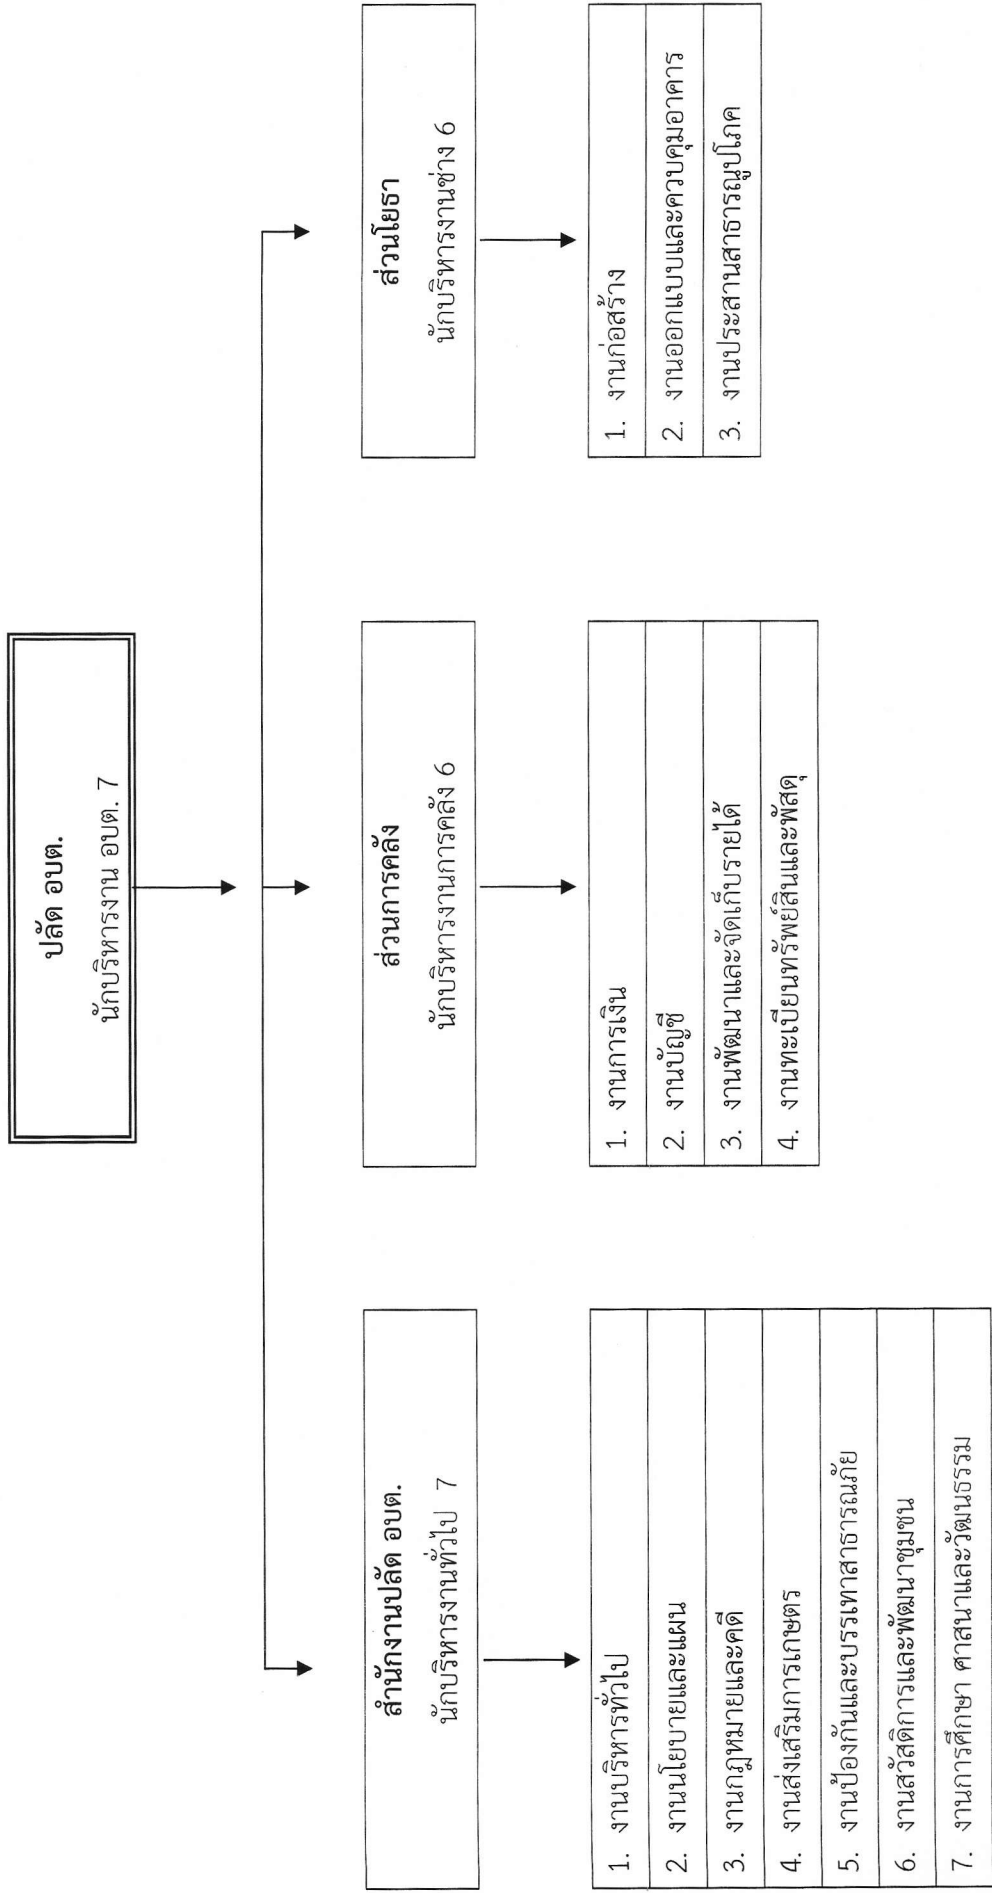 ปลัด อบต.
นักบริหารงาน อบต. 7
สำนักงานปลัด อบต.
นักบริหารงานทั่วไป 7
1. งานบริหารทั่วไป
2. งานนโยบายและแผน
3. งานกฎหมายและคดี
4. งานส่งเสริมการเกษตร
5. งานป้องกันและบรรเทาสาธารณภัย
6. งานสวัสดิการและพัฒนาชุมชน
7. งานการศึกษา ศาสนาและวัฒนธรรม
ส่วนการคลัง
นักบริหารงานการคลัง 6
1. งานการเงิน
2. งานบัญชี
3. งานพัฒนาและจัดเก็บรายได้
4. งานทะเบียนทรัพย์สินและพัสดุ
ส่วนโยธา
นักบริหารงานช่าง 6
1. งานก่อสร้าง
2. งานออกแบบและควบคุมอาคาร
3. งานประสานสาธารณูปโภค